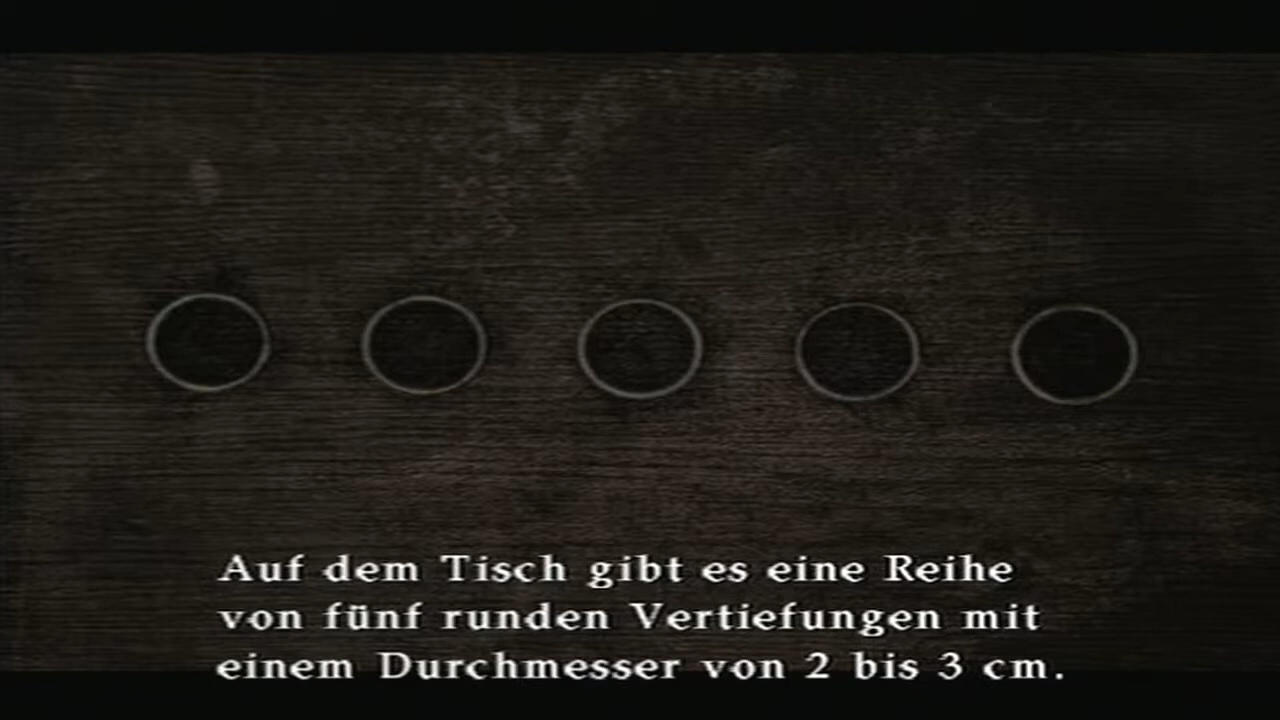 Auf dem Tisch gibt es eine Reihe
von fünf runden Vertiefungen mit
einem Durchmesser von 2 bis 3 cm.